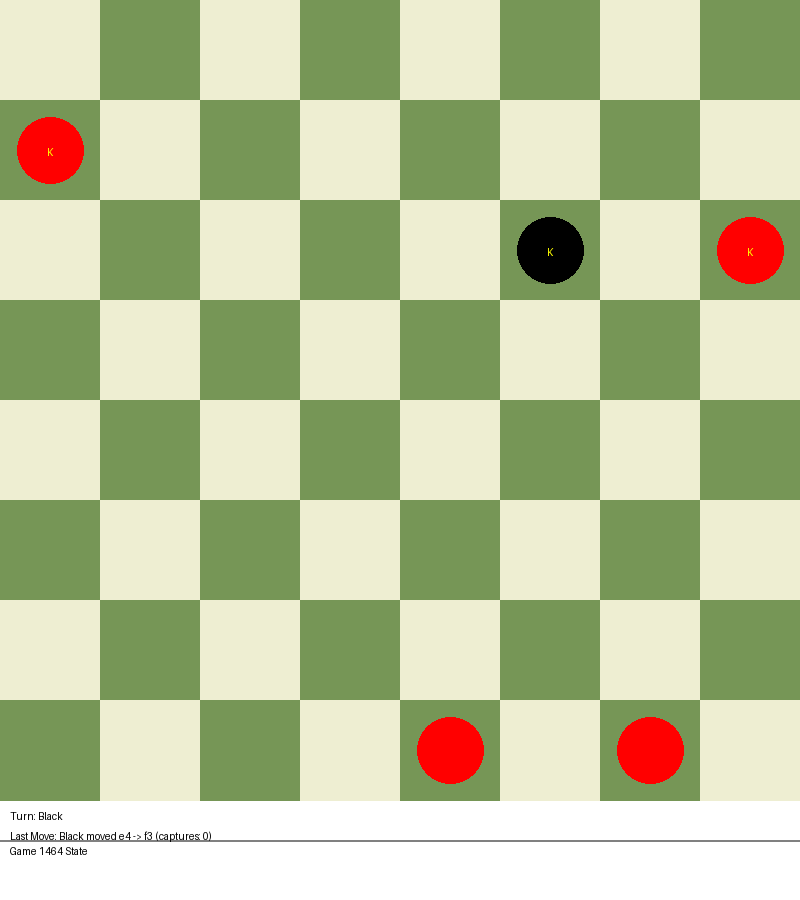 K
K
K
Turn: Black
Last Move: Black moved e4 -> f3 (captures: 0)
Game 1464 State